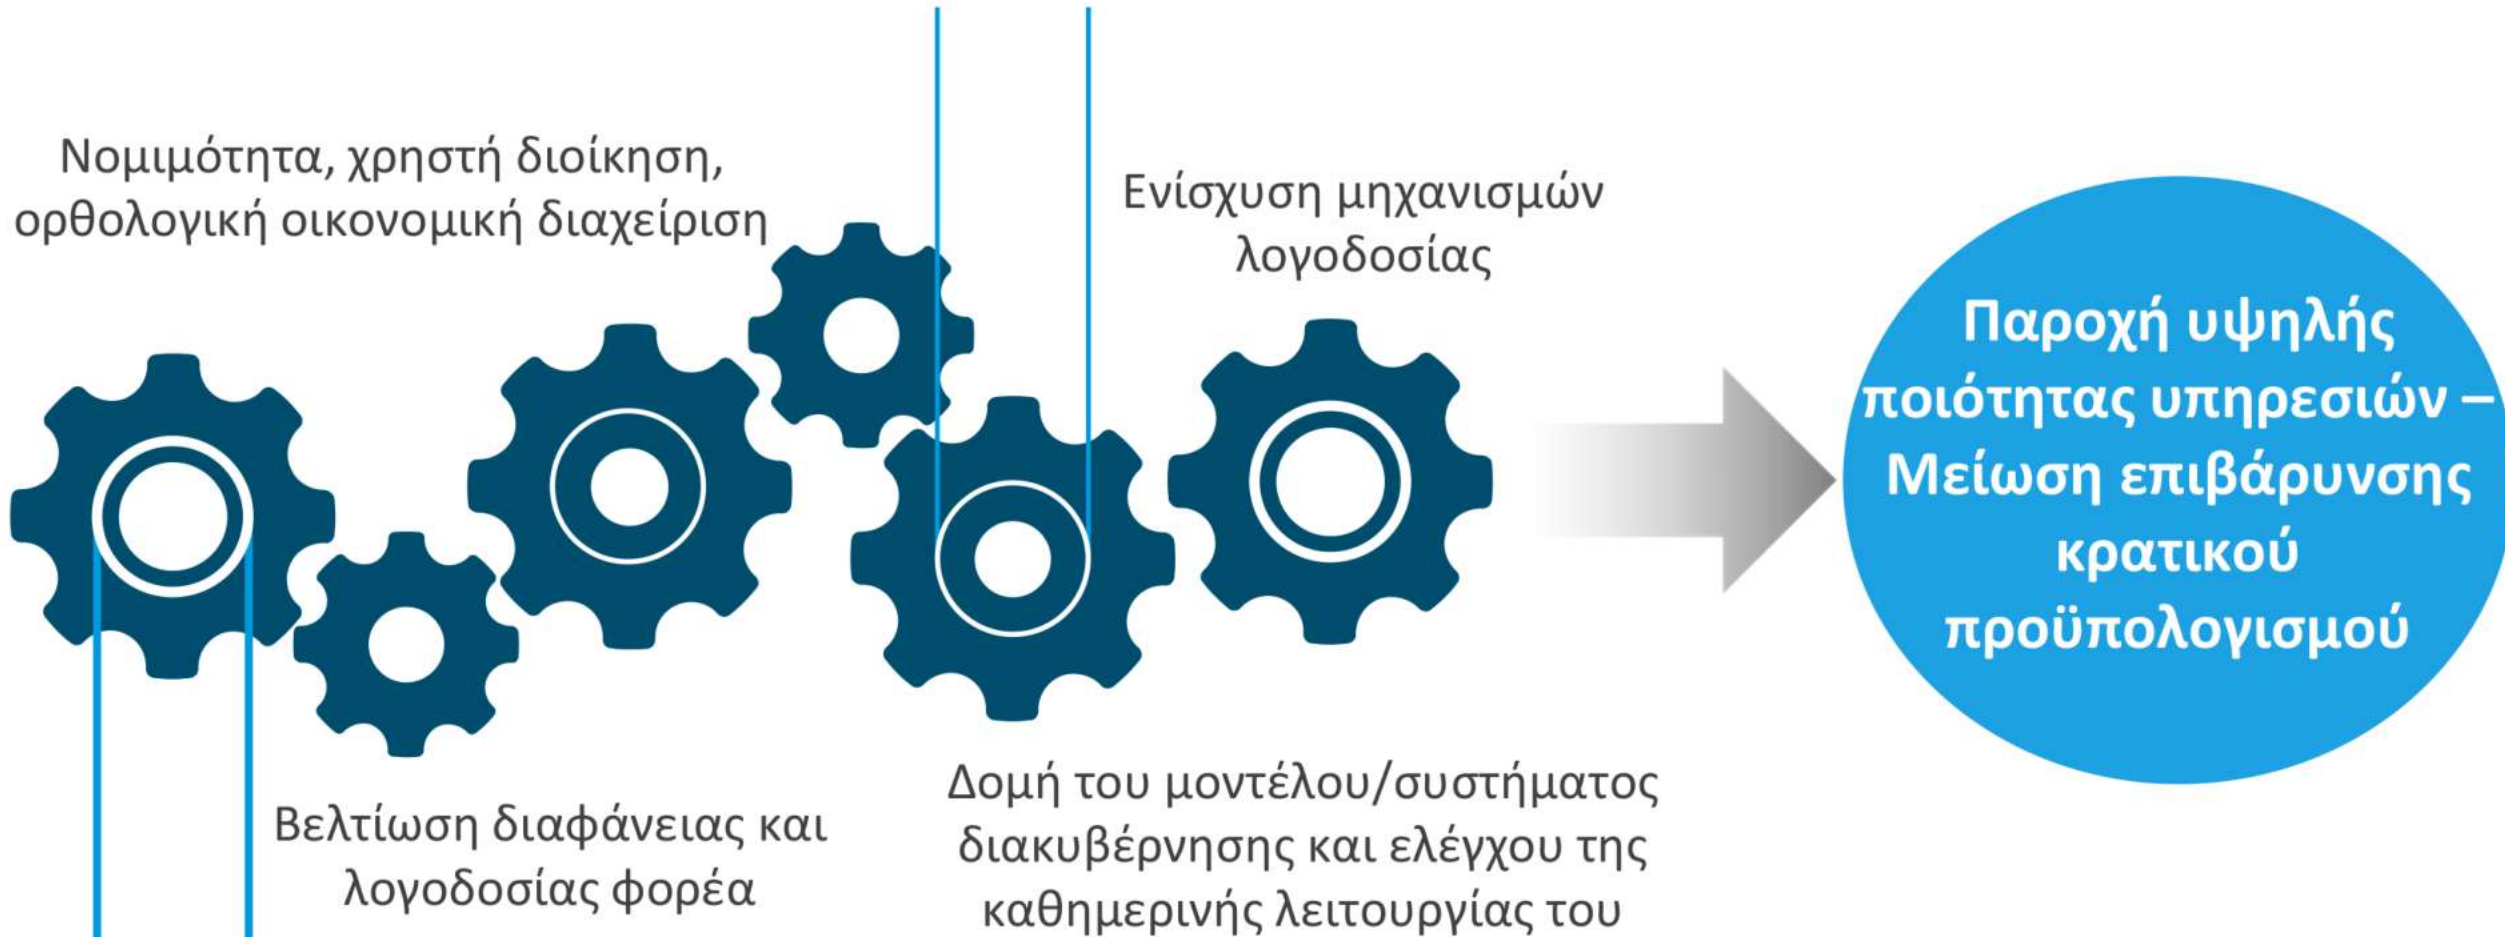 Νομιμότητα, χρηστή διοίκηση,
ορθολογική οικονομική διαχείριση
Βελτίωση διαφάνειας και
λογοδοσίας φορέα
Ενίσχυση μηχανισμών
λογοδοσίας
Δομή του μοντέλου/συστήματος
διακυβέρνησης και ελέγχου της
καθημερινής λειτουργίας του
Παροχή υψηλής
ποιότητας υπηρεσιών –
Μείωση επιβάρυνσης
κρατικού
προϋπολογισμού